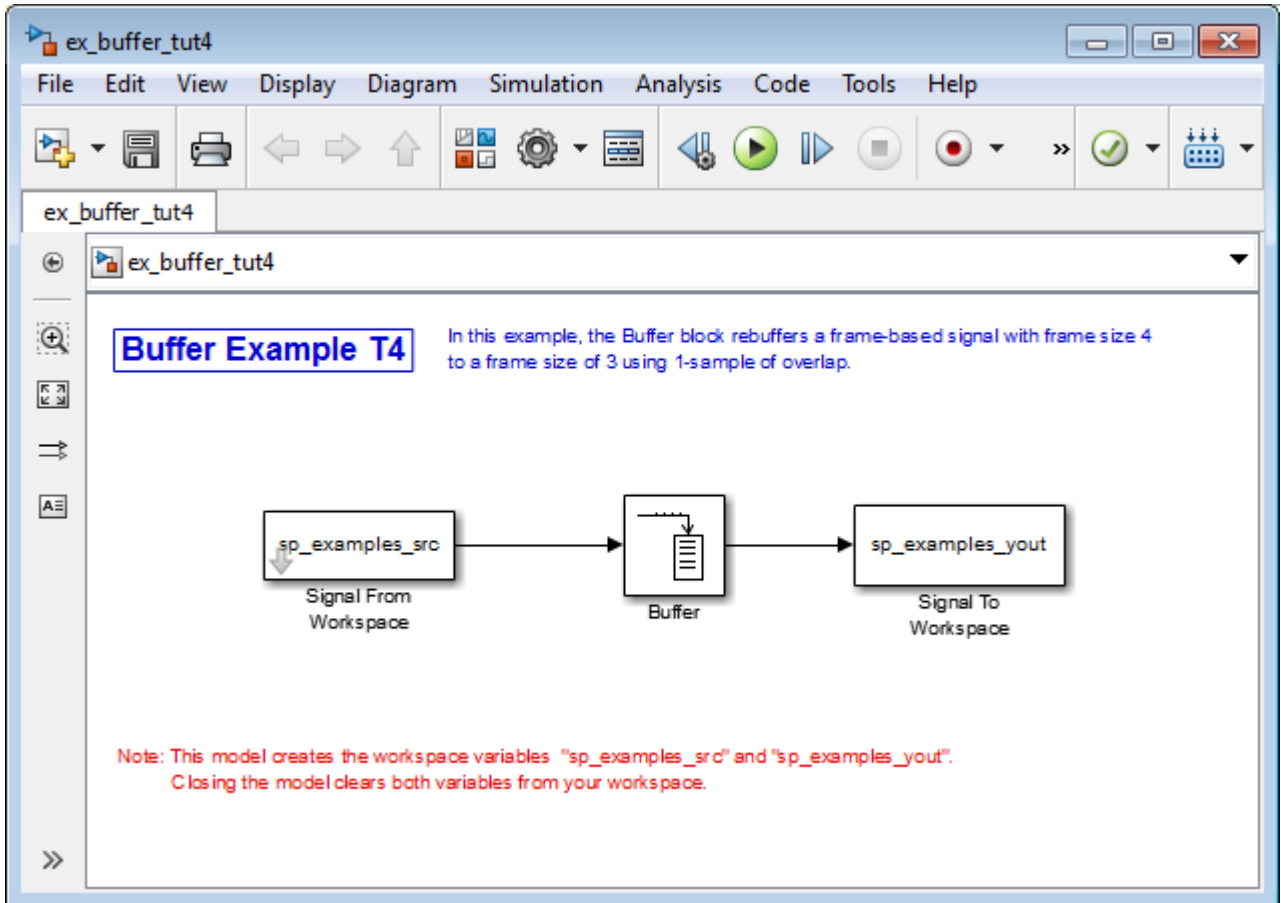 ex_buffer_tut4
File Edit View Display Diagram Simulation Analysis Code Tools Help
ex_buffer_tut4
ex_buffer_tut4
Buffer Example T4
In this example, the Buffer block rebuffers a frame-based signal with frame size 4
to a frame size of 3 using 1-sample of overlap.
sp_examples_src
sp_examples_yout
Signal From
Workspace
Buffer
Signal To
Workspace
Note: This model creates the workspace variables "sp_examples_src" and "sp_examples_yout".
Closing the model clears both variables from your workspace.